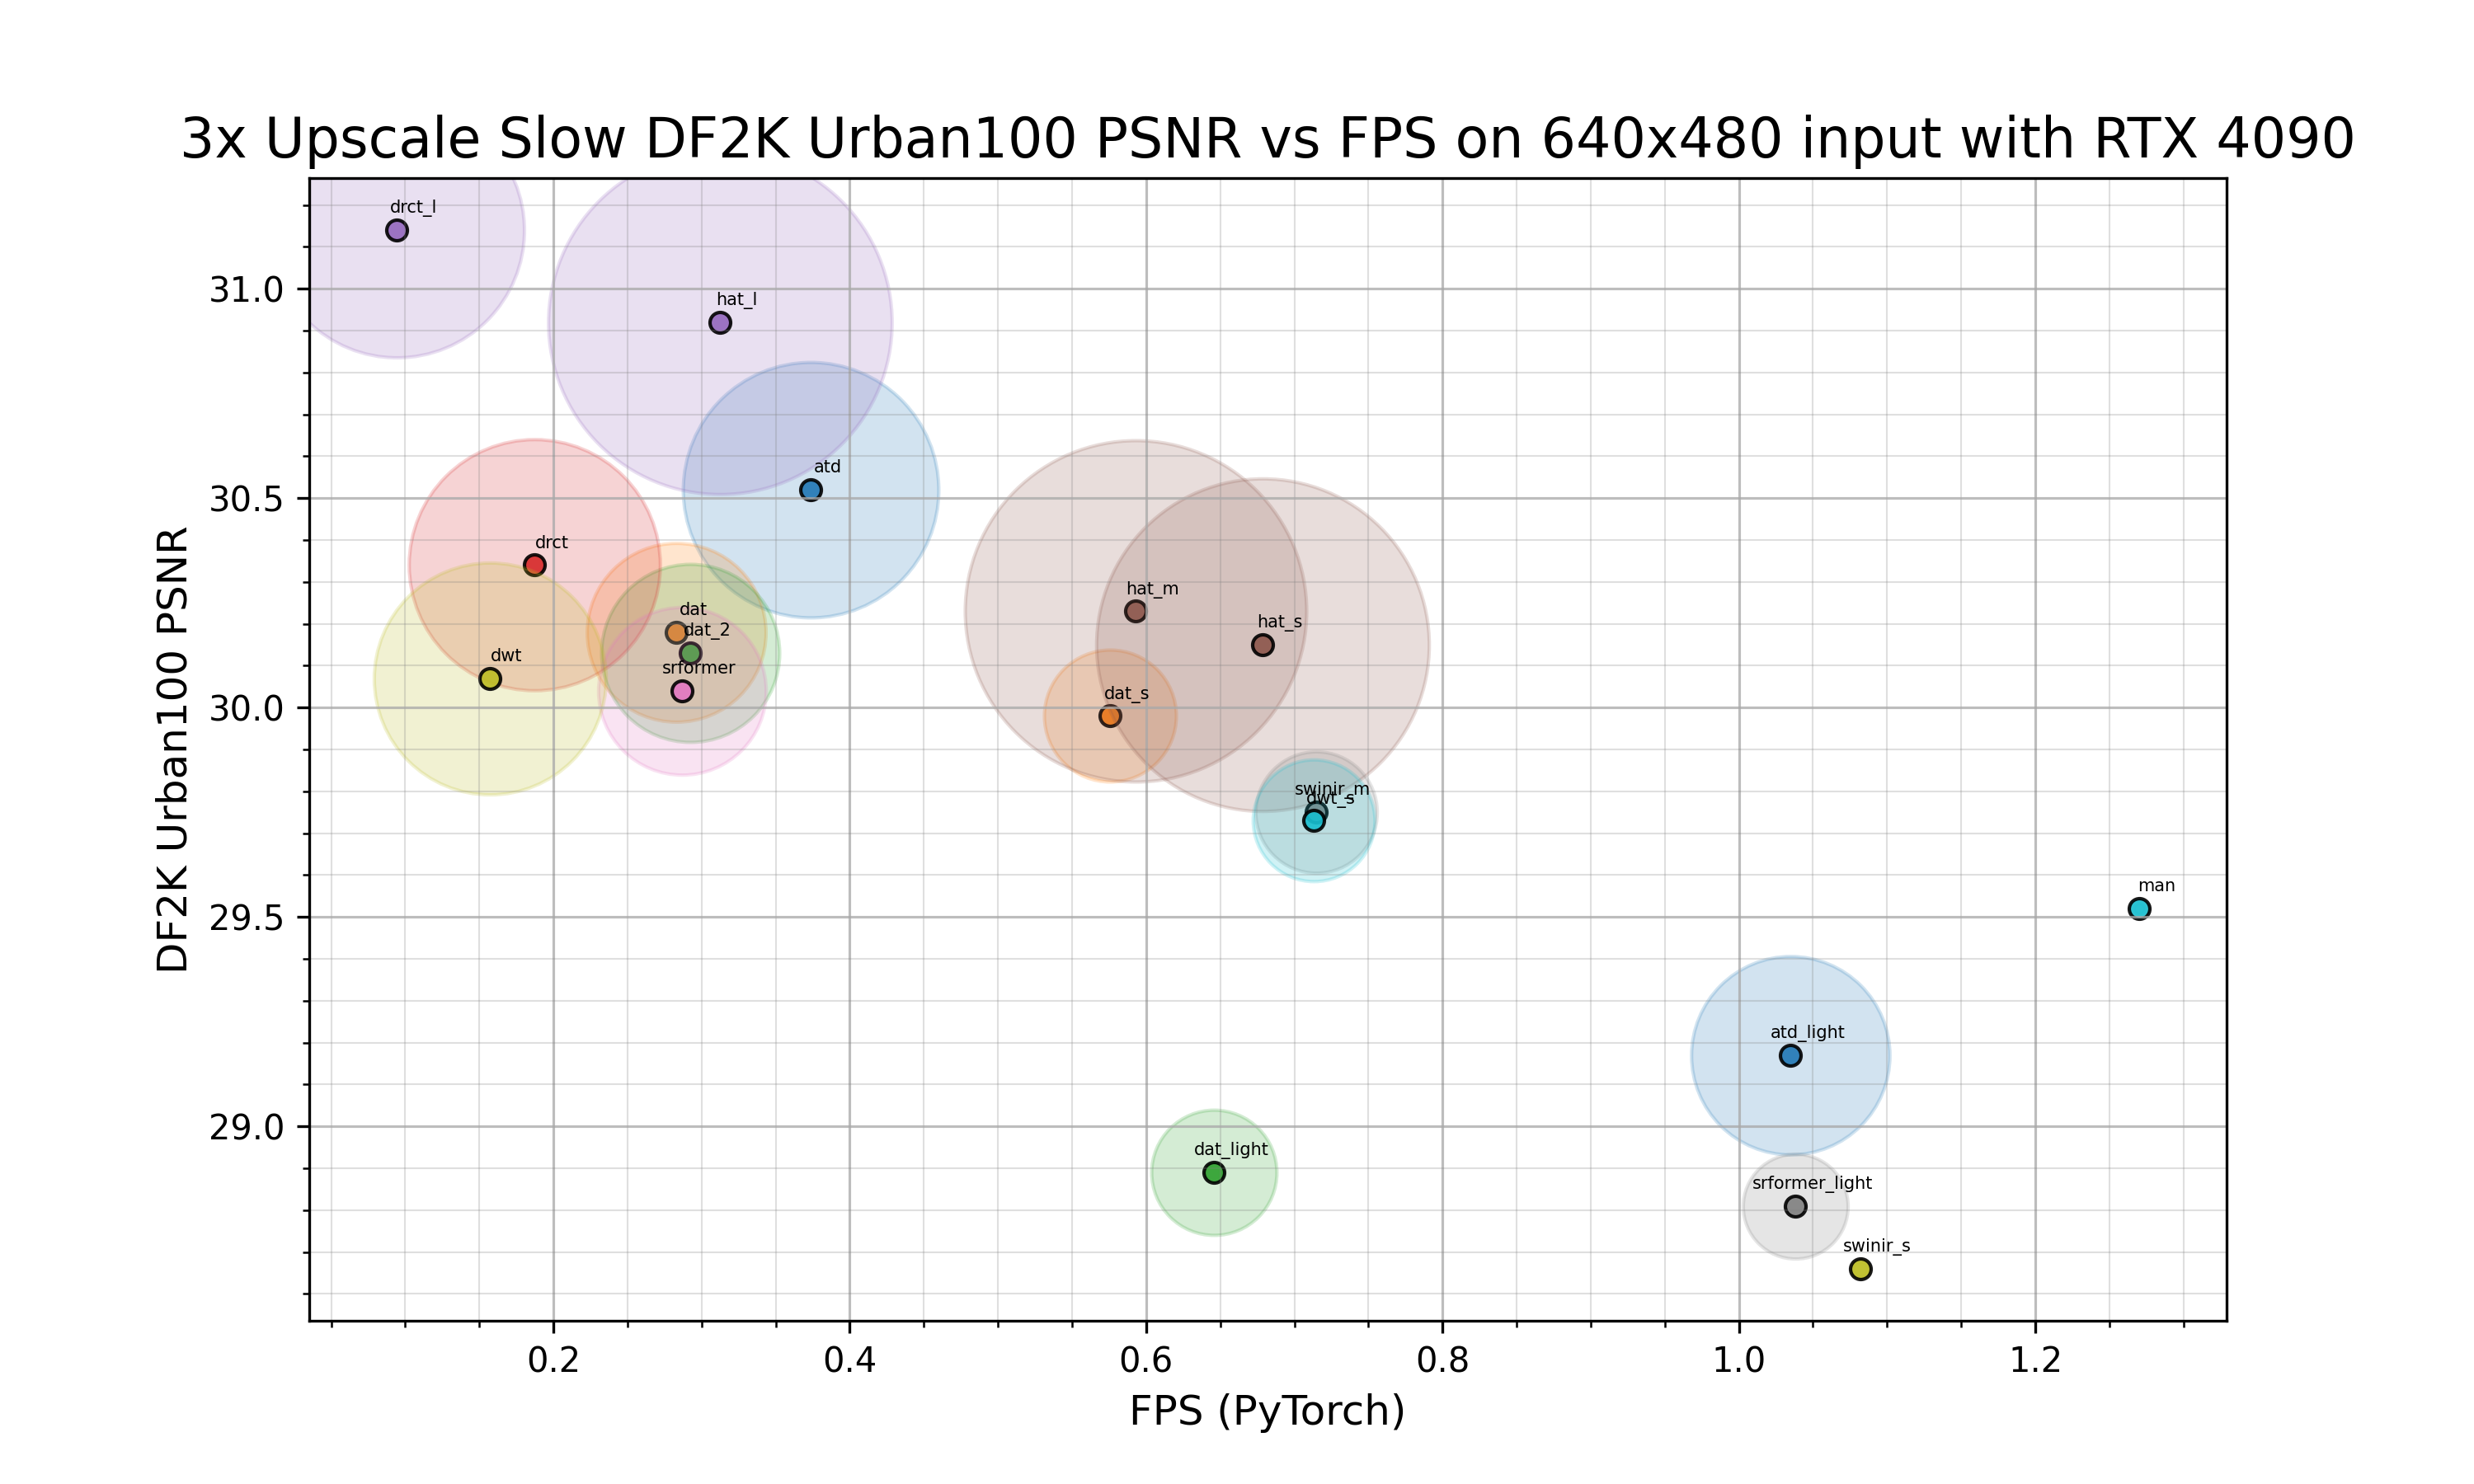 3x Upscale Slow DF2K Urban100 PSNR vs FPS on 640x480 input with RTX 4090
DF2K Urban100 PSNR
31.0
30.5
30.0
29.5
29.0
drct_l
hat_l
atd
drct
hat_m
dat
hat_s
dat_2
dwt
srformer
dat_s
swinir_m
dwt_s
man
atd_light
dat_light
srformer_light
swinir_s
0.2 0.4 0.6 0.8 1.0 1.2
FPS (PyTorch)